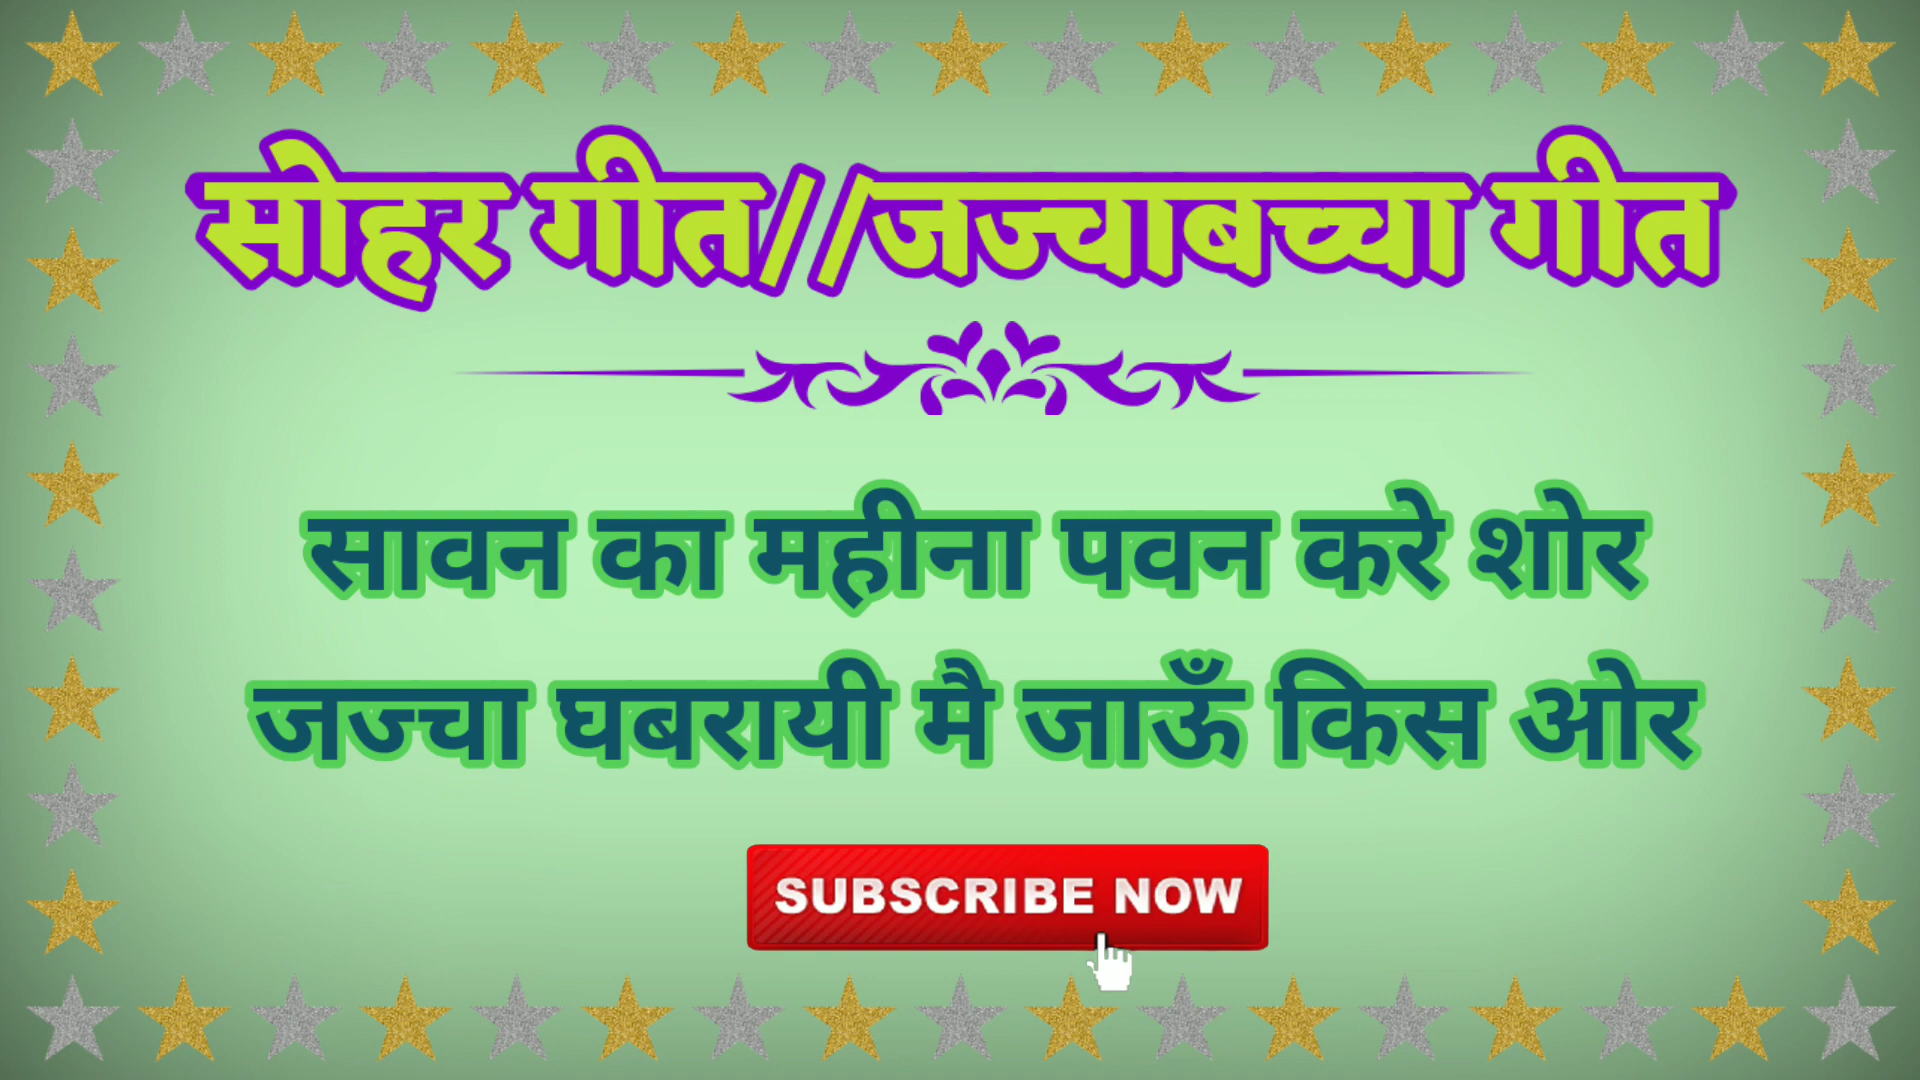 सोहर गीत//जज्चाबच्चा गीत
सावन का महीना पवन करे शोर
जज्चा घबरायी मै जाऊँ किस ओर
SUBSCRIBE NOW